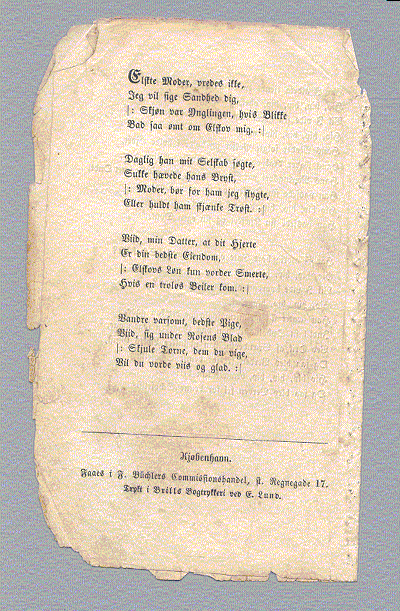 Elskte Moder, vredes ikke,
Jeg vil sige Sandhed dig,
|: Skjøn var Ynglingen, hvis Blikke
Bad saa ømt om Elskov mig. :|
Daglig han mit Selskab søgte,
Sukke hævede hans Bryst,
|: Moder, bør for ham jeg flygte,
Eller huldt ham skjænke Trøst. :|
Viid, min Datter, at dit Hjerte
Er din bedste Eiendom,
|: Elskovs Løn kun vorder Smerte,
Hvis en troløs Beiler kom. :|
Vandre varsomt, bedste Pige,
Viid, sig under Rosens Blad
|: Skjule Torne, dem du vige,
Vil du vorde viis og glad. :|
Kjøbenhavn.
Faaes i F. Büchlers Commissionshandel, st. Regnegade 17.
Trykt i Brills Bogtrykkeri ved E. Lund.